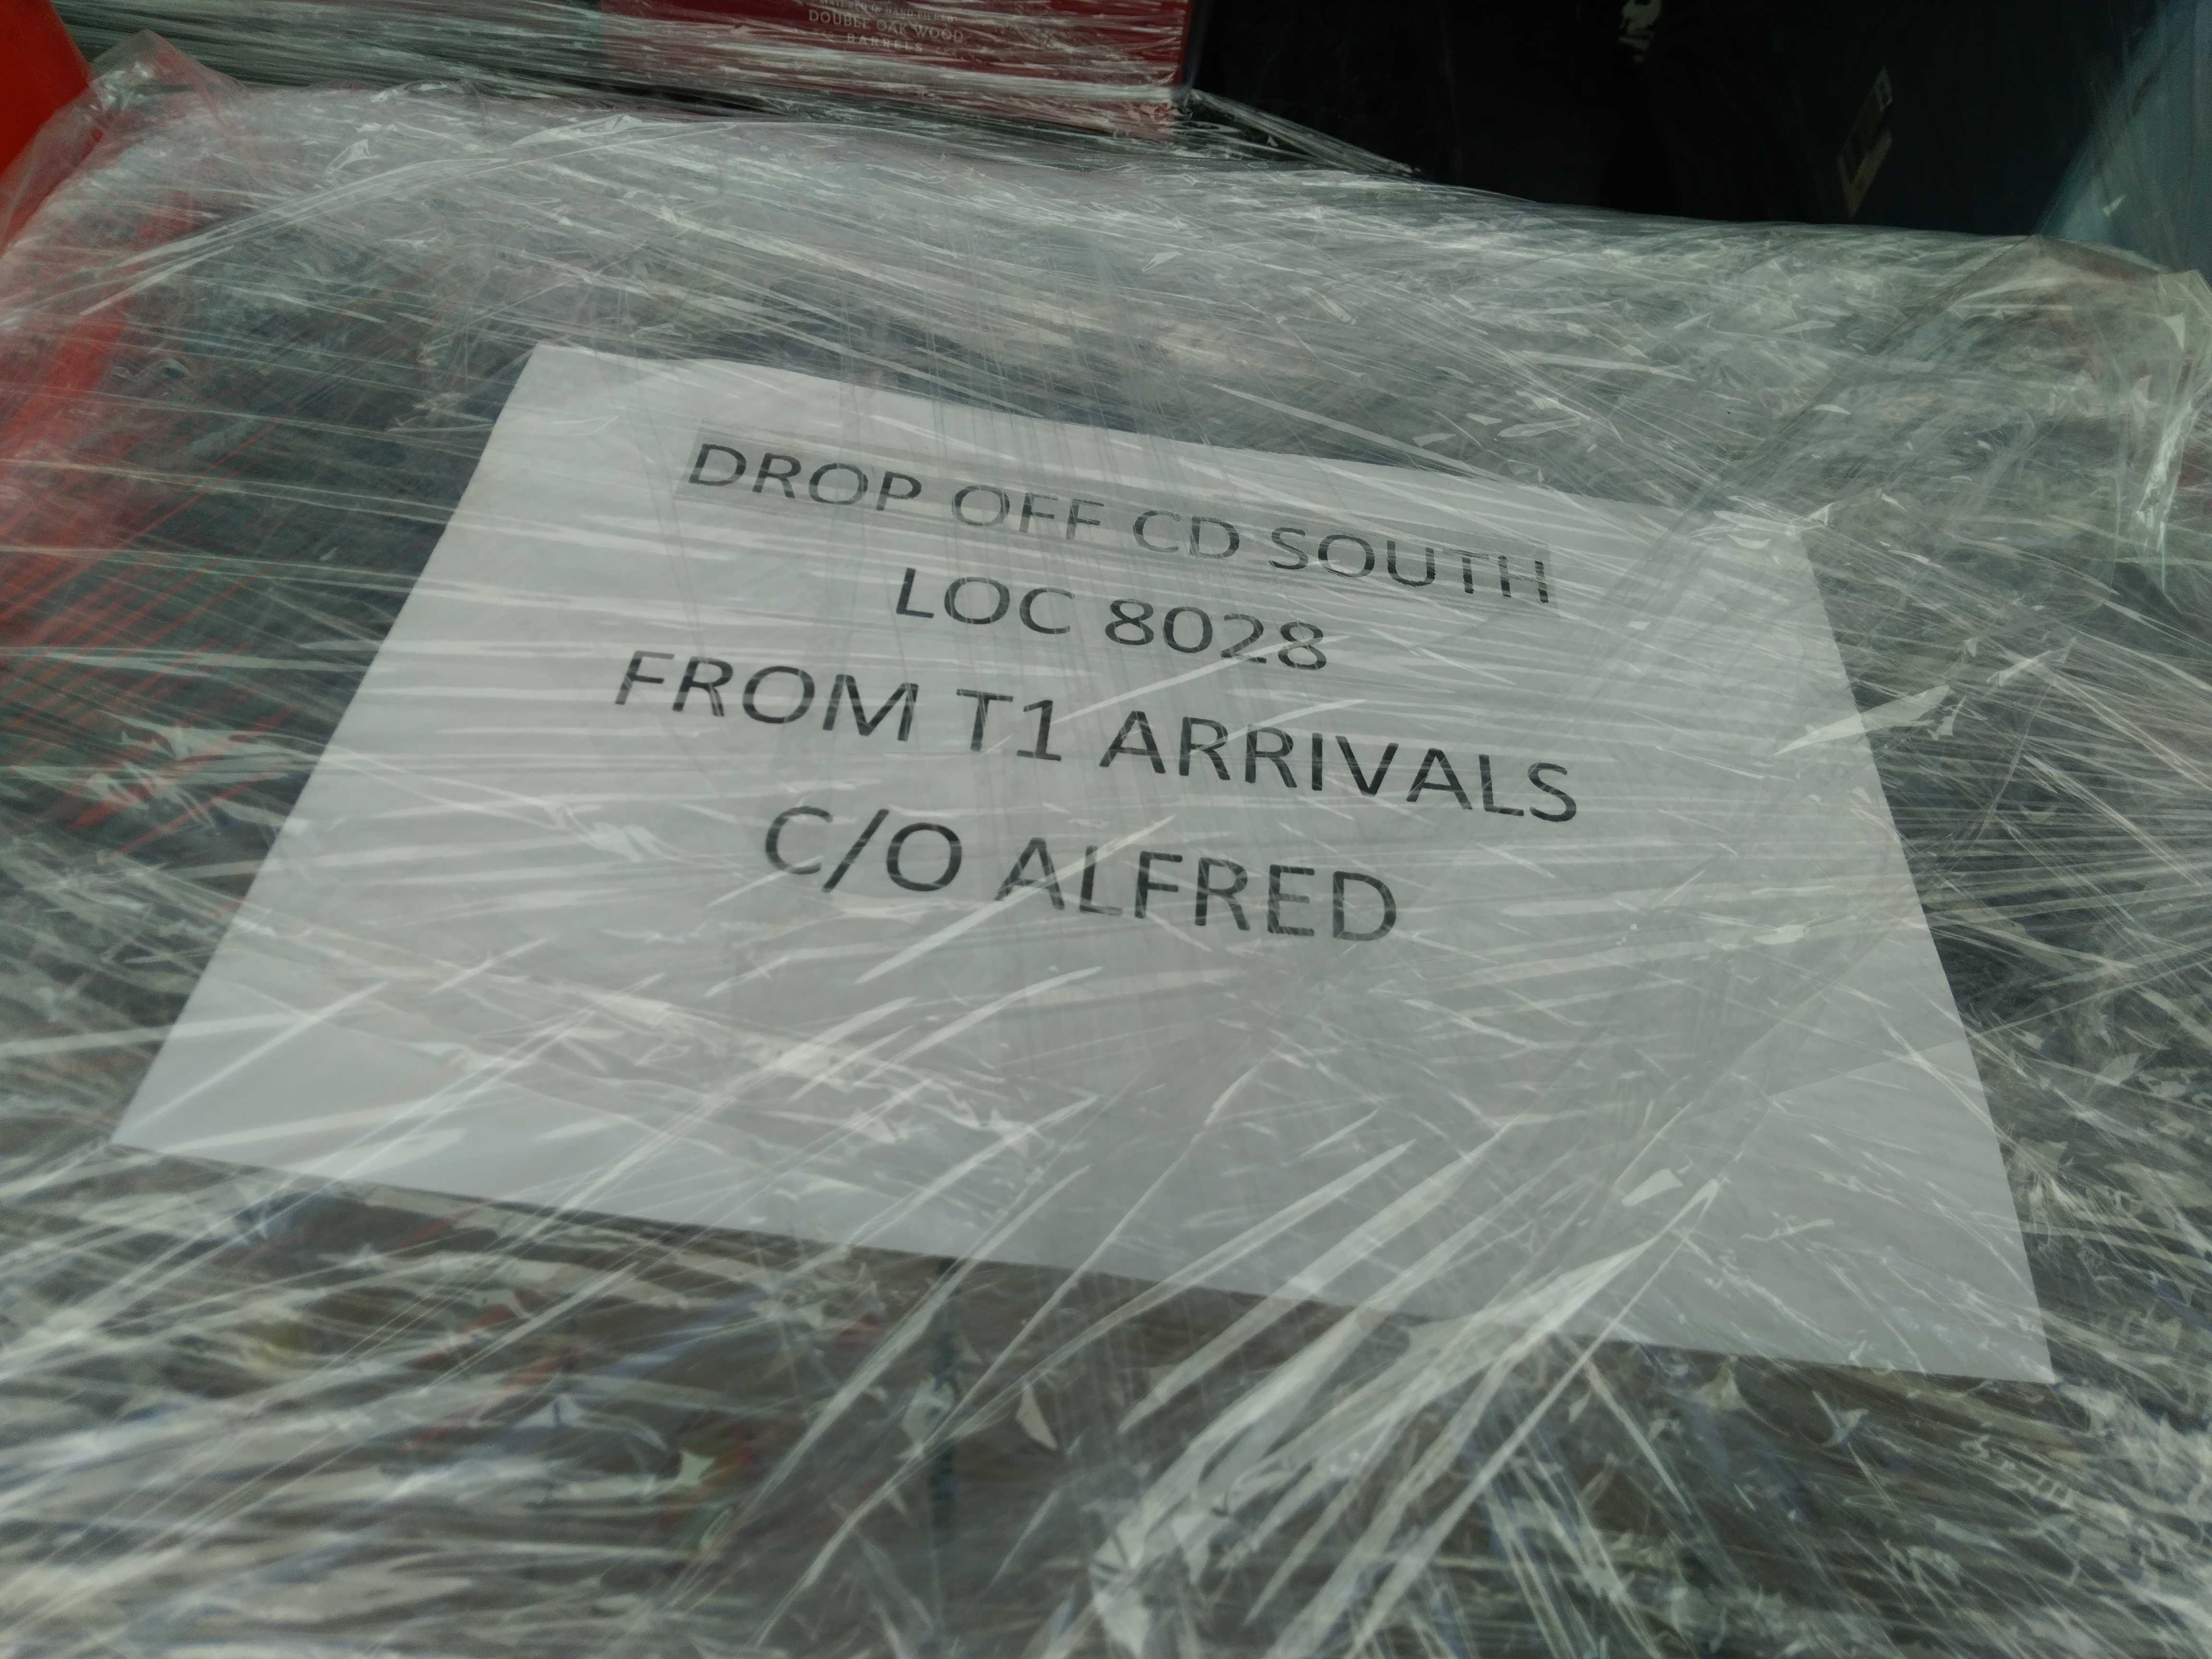 DOUBLE OAK WOOD
BARRELS
DROP OFF CD SOUTH
LOC 8028
FROM T1 ARRIVALS
C/O ALFRED